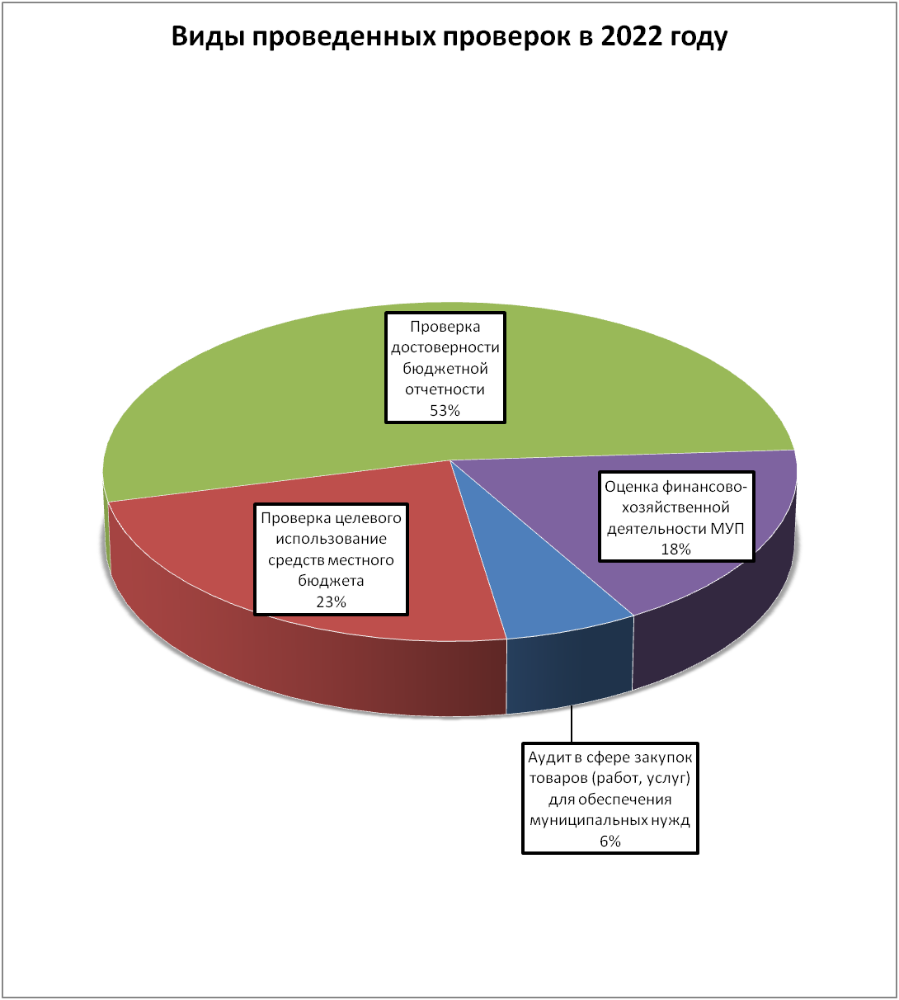 Виды проведенных проверок в 2022 году
Проверка
достоверности
бюджетной
отчетности
53%
Оценка финансово-
хозяйственной
деятельности МУП
18%
Проверка целевого
использование
средств местного
бюджета
23%
Аудит в сфере закупок
товаров (работ, услуг)
для обеспечения
муниципальных нужд
6%